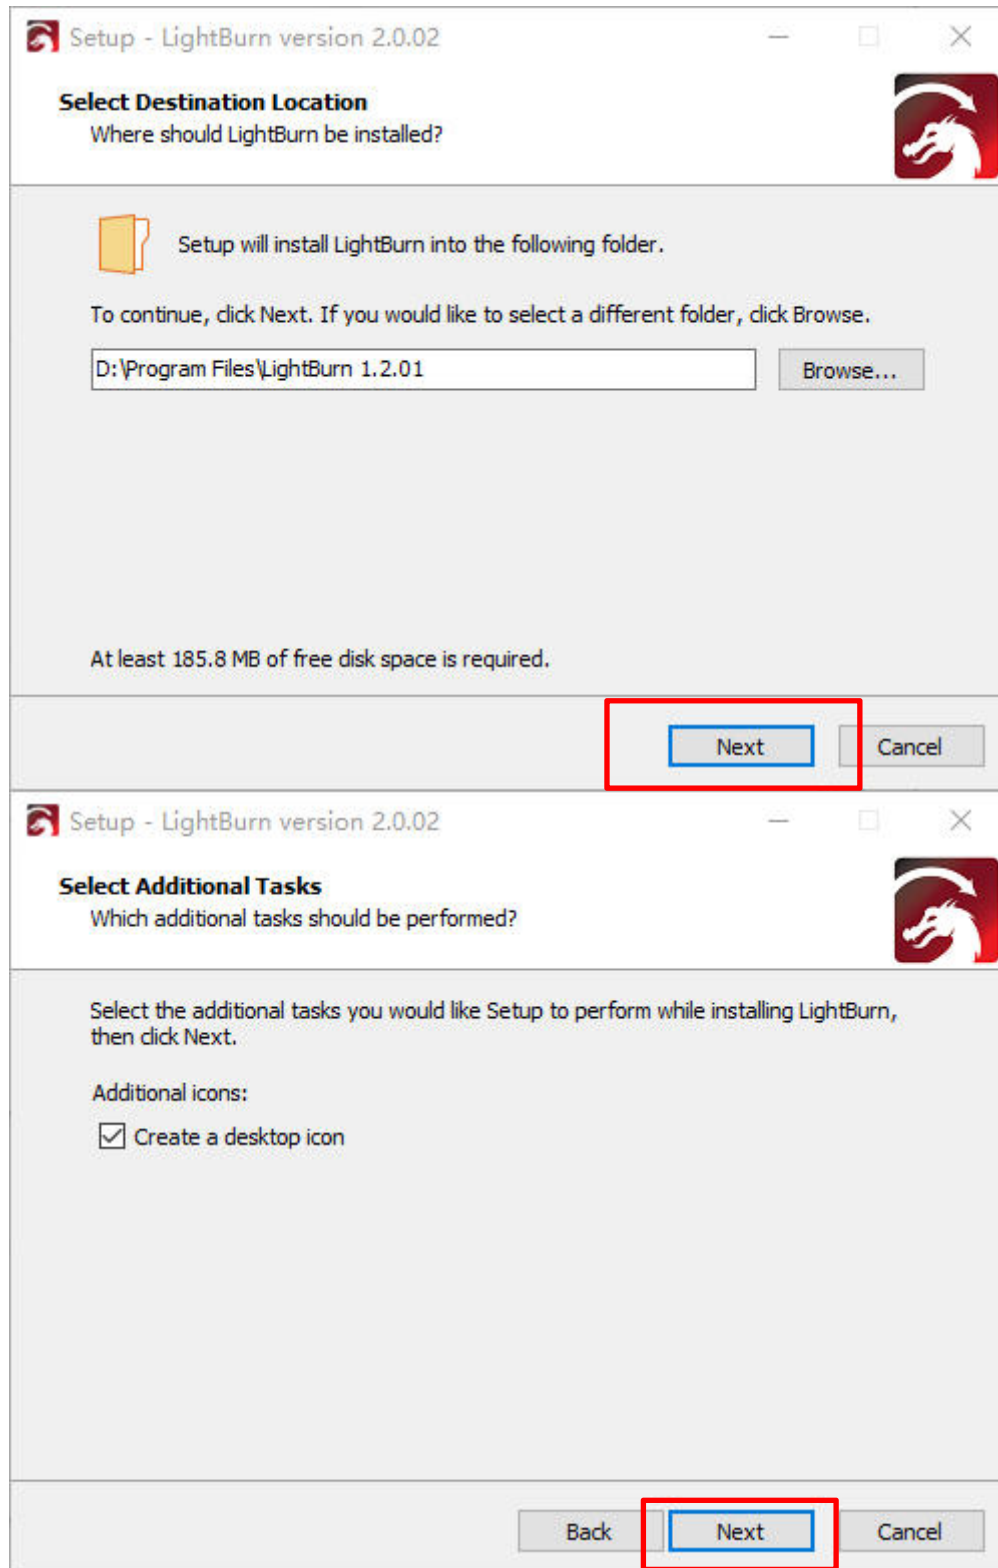 Setup - LightBurn version 2.0.02
Select Destination Location
Where should LightBurn be installed?
Setup will install LightBurn into the following folder.
To continue, click Next. If you would like to select a different folder, click Browse.
D:\Program Files\LightBurn 1.2.01
Browse...
At least 185.8 MB of free disk space is required.
Next
Cancel
Setup - LightBurn version 2.0.02
Select Additional Tasks
Which additional tasks should be performed?
Select the additional tasks you would like Setup to perform while installing LightBurn,
then click Next.
Additional icons:
Create a desktop icon
Back
Next
Cancel